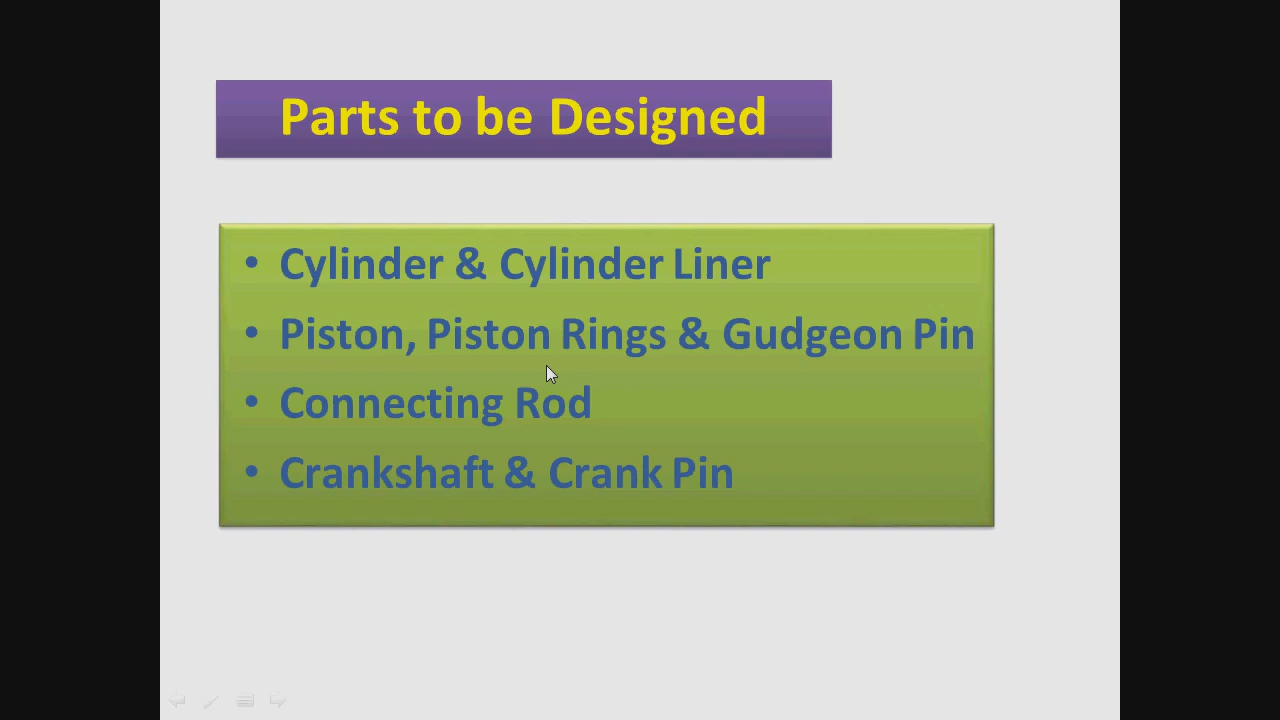 Parts to be Designed
• Cylinder & Cylinder Liner
• Piston, Piston Rings & Gudgeon Pin
• Connecting Rod
• Crankshaft & Crank Pin